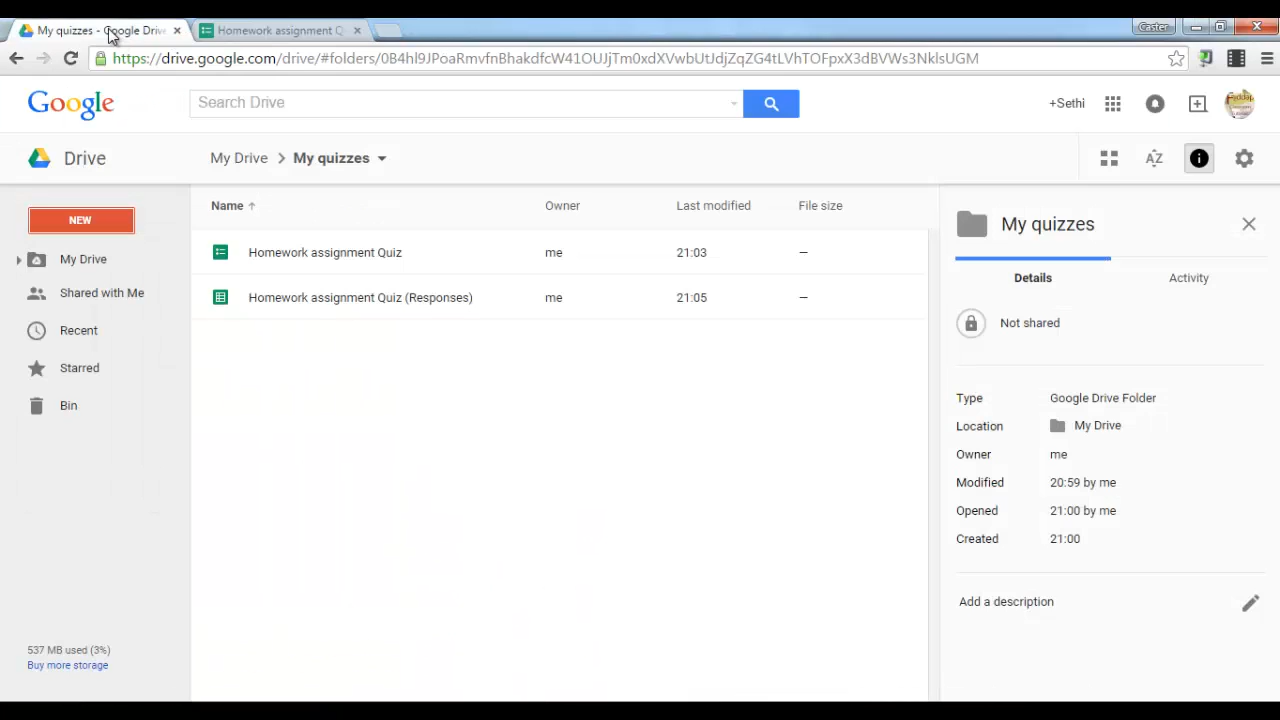 My quizzes - Google Driv
Homework assignment Q
Caster
https://drive.google.com/drive/#folders/0B4hl9JPoaRmvfnBhakdfcW41OUJjTm0xdXVwbUtJdjZqZG4tLVhTOFpxX3dBVWs3NklsUGM
Google
Search Drive
+Sethi
Drive
My Drive
My quizzes
AZ
NEW
My Drive
Shared with Me
Recent
Starred
Bin
537 MB used (3%)
Buy more storage
Name Owner Last modified File size
Homework assignment Quiz me 21:03 —
Homework assignment Quiz (Responses) me 21:05 —
My quizzes
Details Activity
Not shared
Type Google Drive Folder
Location My Drive
Owner me
Modified 20:59 by me
Opened 21:00 by me
Created 21:00
Add a description